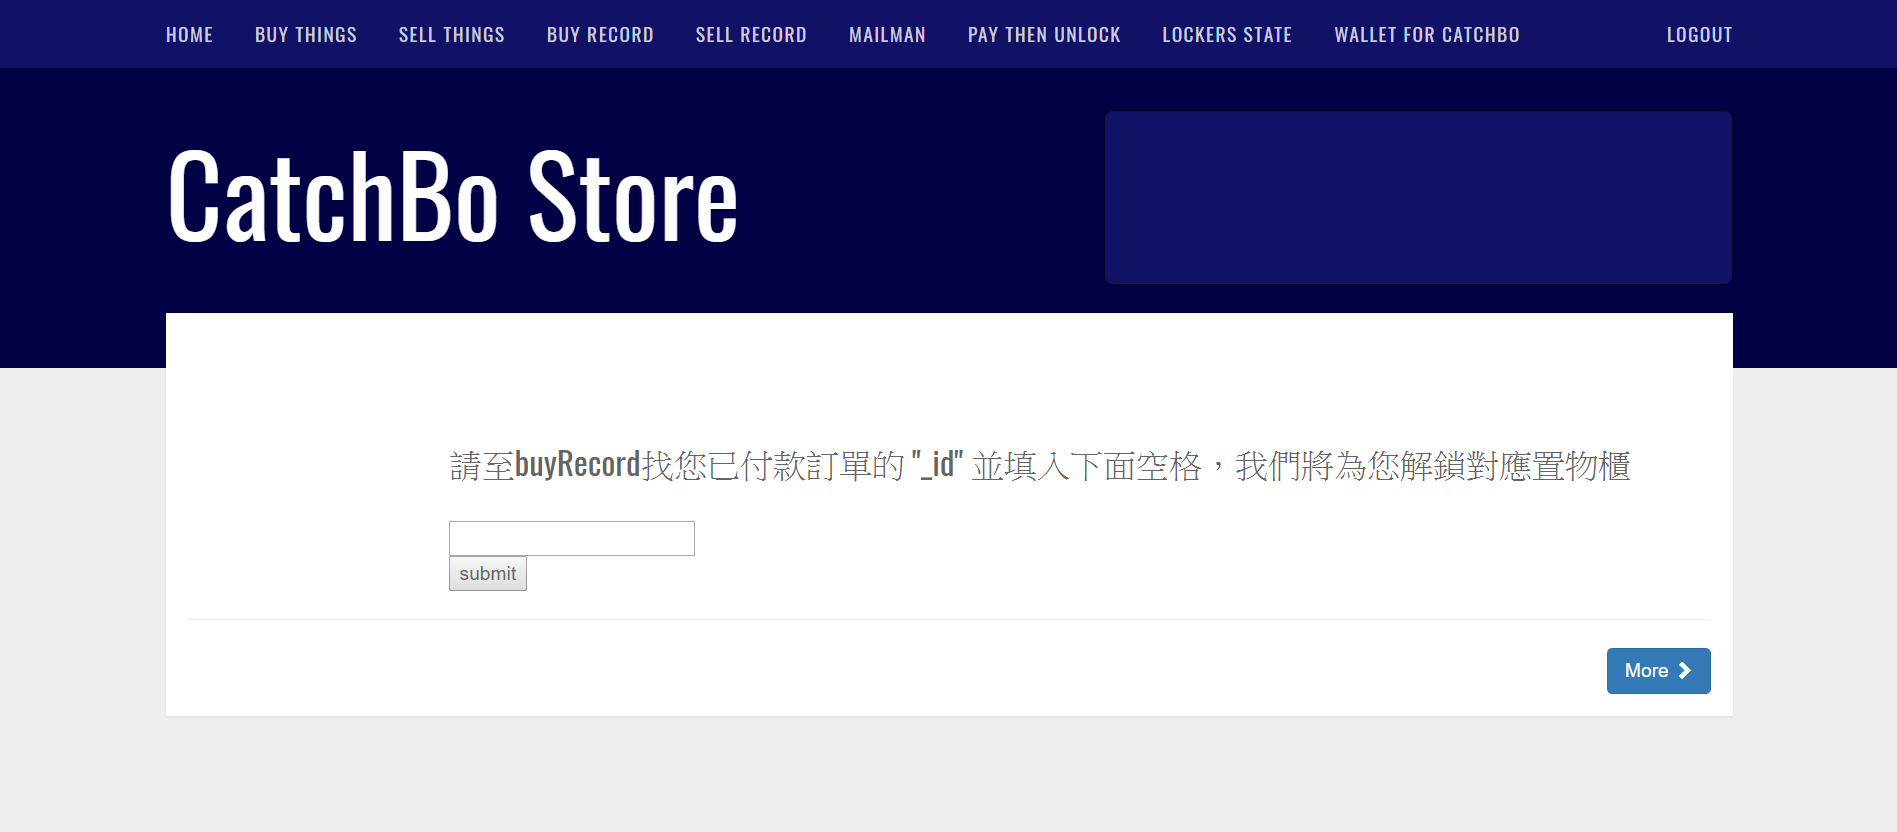 HOME BUY THINGS SELL THINGS BUY RECORD SELL RECORD MAILMAN PAY THEN UNLOCK LOCKERS STATE WALLET FOR CATCHBO LOGOUT
CatchBo Store
請至buyRecord找您已付款訂單的 "_id" 並填入下面空格，我們將為您解鎖對應置物櫃
submit
More